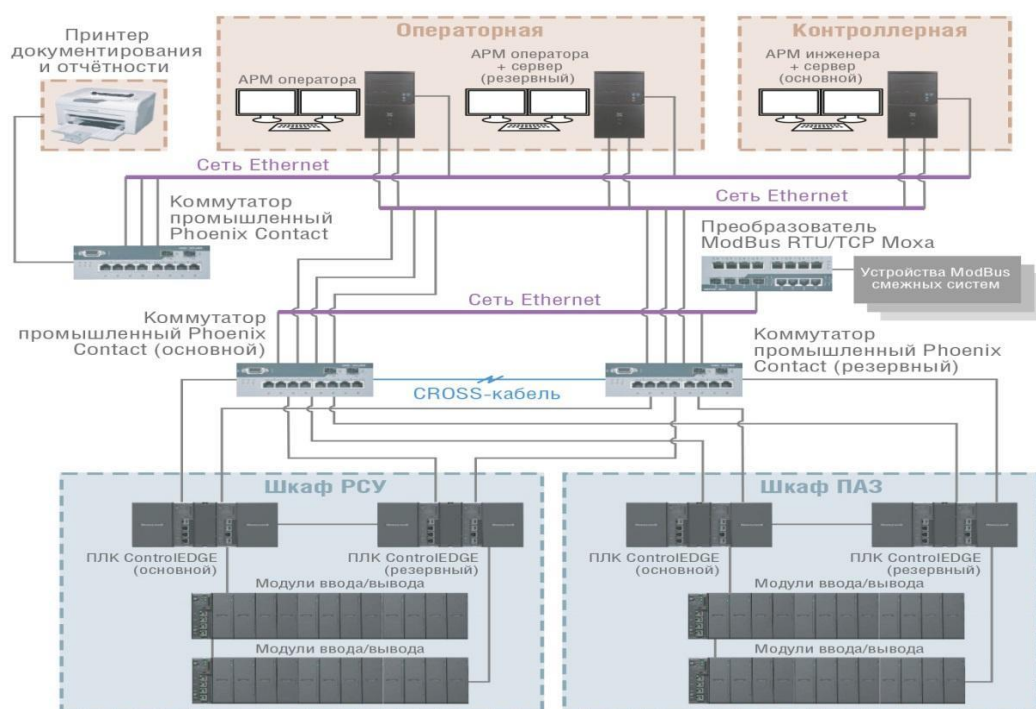 Принтер
документирования
и отчётности
Операторная
АРМ оператора
АРМ оператора
+ сервер
(резервный)
Контроллерная
АРМ инженера
+ сервер
(основной)
Сеть Ethernet
Сеть Ethernet
Коммутатор
промышленный
Phoenix Contact
Преобразователь
ModBus RTU/TCP Moxa
Устройства ModBus
смежных систем
Сеть Ethernet
Коммутатор
промышленный Phoenix
Contact (основной)
Коммутатор
промышленный Phoenix
Contact (резервный)
CROSS-кабель
Шкаф РСУ
ПЛК ControlEDGE
(основной)
ПЛК ControlEDGE
(резервный)
Модули ввода/вывода
Модули ввода/вывода
Шкаф ПАЗ
ПЛК ControlEDGE
(основной)
ПЛК ControlEDGE
(резервный)
Модули ввода/вывода
Модули ввода/вывода